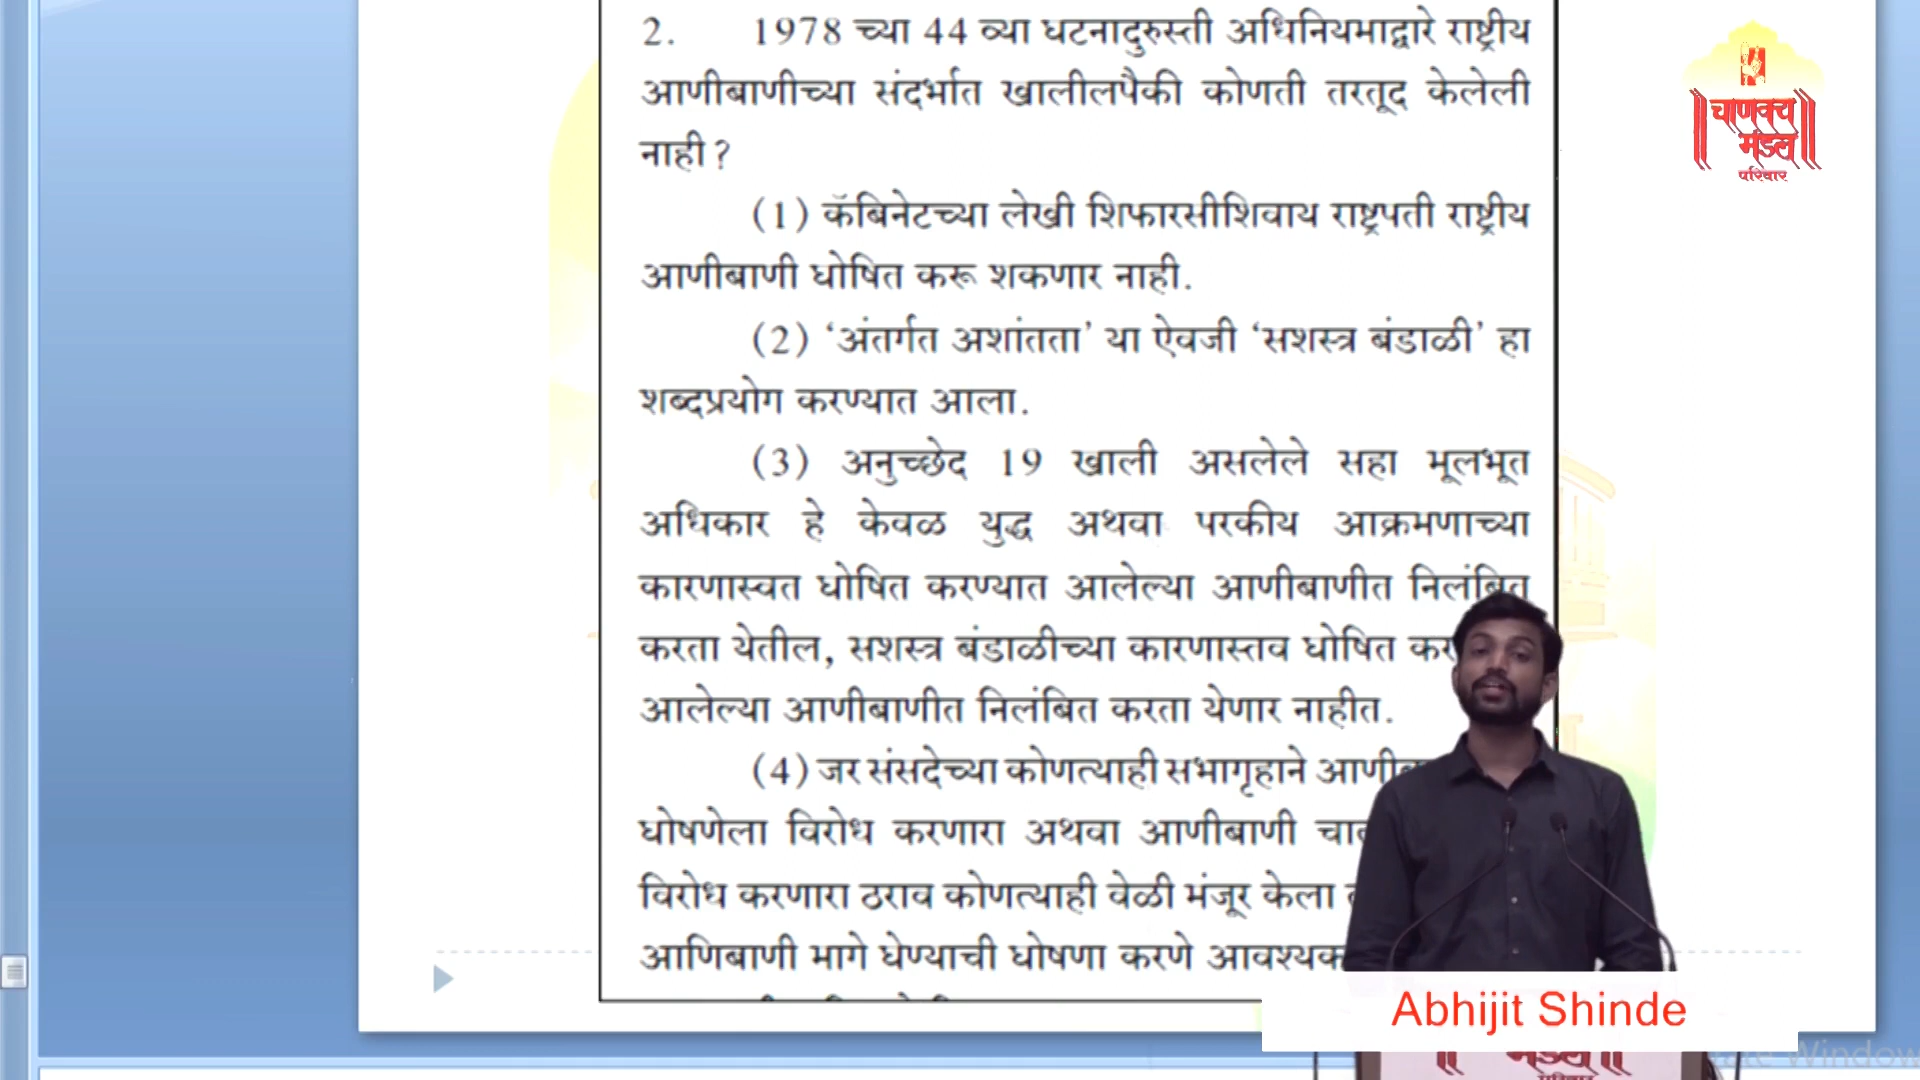 2. 1978 च्या 44 व्या घटनादुरुस्ती अधिनियमाद्वारे राष्ट्रीय
आणीबाणीच्या संदर्भात खालीलपैकी कोणती तरतूद केलेली
नाही?
(1) कॅबिनेटच्या लेखी शिफारसीशिवाय राष्ट्रपती राष्ट्रीय
आणीबाणी घोषित करू शकणार नाही.
(2) ‘अंतर्गत अशांतता’ या ऐवजी ‘सशस्त्र बंडाळी’ हा
शब्दप्रयोग करण्यात आला.
(3) अनुच्छेद 19 खाली असलेले सहा मूलभूत
अधिकार हे केवळ युद्ध अथवा परकीय आक्रमणाच्या
कारणास्वत घोषित करण्यात आलेल्या आणीबाणीत निलंबित
करता येतील, सशस्त्र बंडाळीच्या कारणास्तव घोषित
आलेल्या आणीबाणीत निलंबित करता येणार नाहीत.
(4) जर संसदेच्या कोणत्याही सभागृहाने
घोषणेला विरोध करणारा अथवा आणीबाणी
विरोध करणारा ठराव कोणत्याही वेळी मंजूर केला
आणिबाणी मागे घेण्याची घोषणा करणे
चाणक्य
मंडल
परिवार
Abhijit Shinde
मंडल
Windows